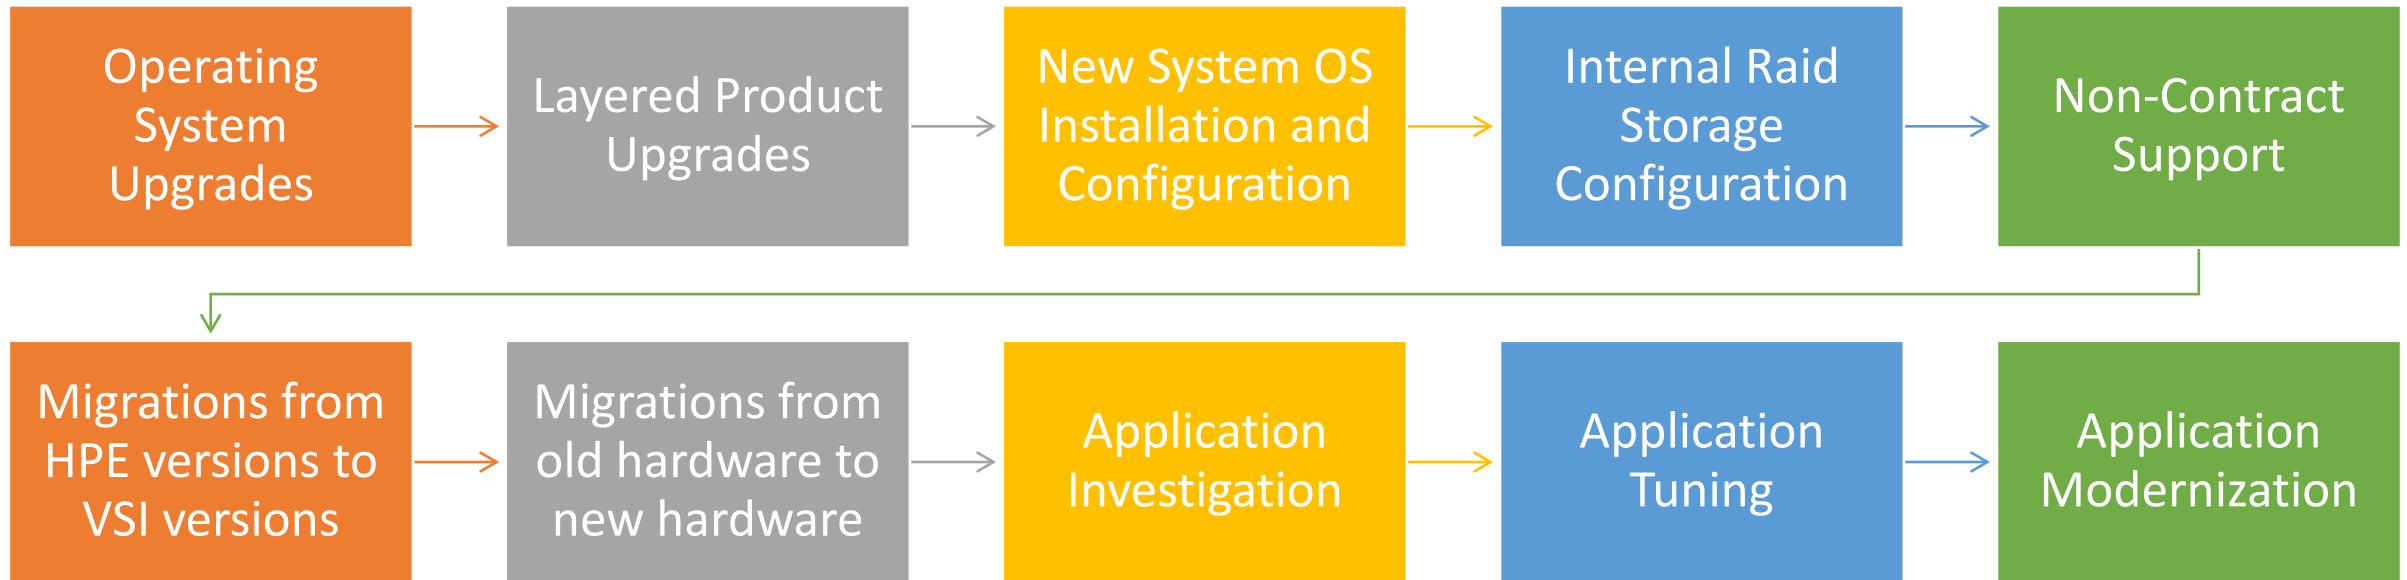 Operating
System
Upgrades
Layered Product
Upgrades
New System OS
Installation and
Configuration
Internal Raid
Storage
Configuration
Non-Contract
Support
Migrations from
HPE versions to
VSI versions
Migrations from
old hardware to
new hardware
Application
Investigation
Application
Tuning
Application
Modernization